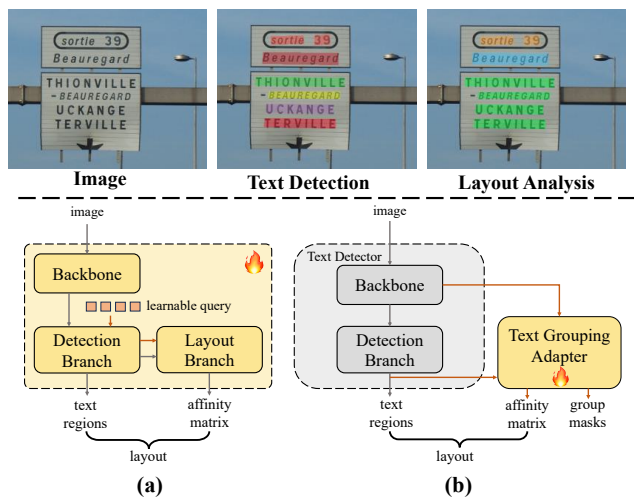 sortie 39
Beauregard
THIONVILLE
-BEAUREGARD
UCKANGE
TERVILLE
sortie 39
Beauregard
THIONVILLE
-BEAUREGARD
UCKANGE
TERVILLE
sortie 39
Beauregard
THIONVILLE
-BEAUREGARD
UCKANGE
TERVILLE
Image
Text Detection
Layout Analysis
image
Backbone
learnable query
Detection
Branch
Layout
Branch
text
regions
affinity
matrix
layout
(a)
image
Text Detector
Backbone
Detection
Branch
Text Grouping
Adapter
text
regions
affinity
matrix
group
masks
layout
(b)